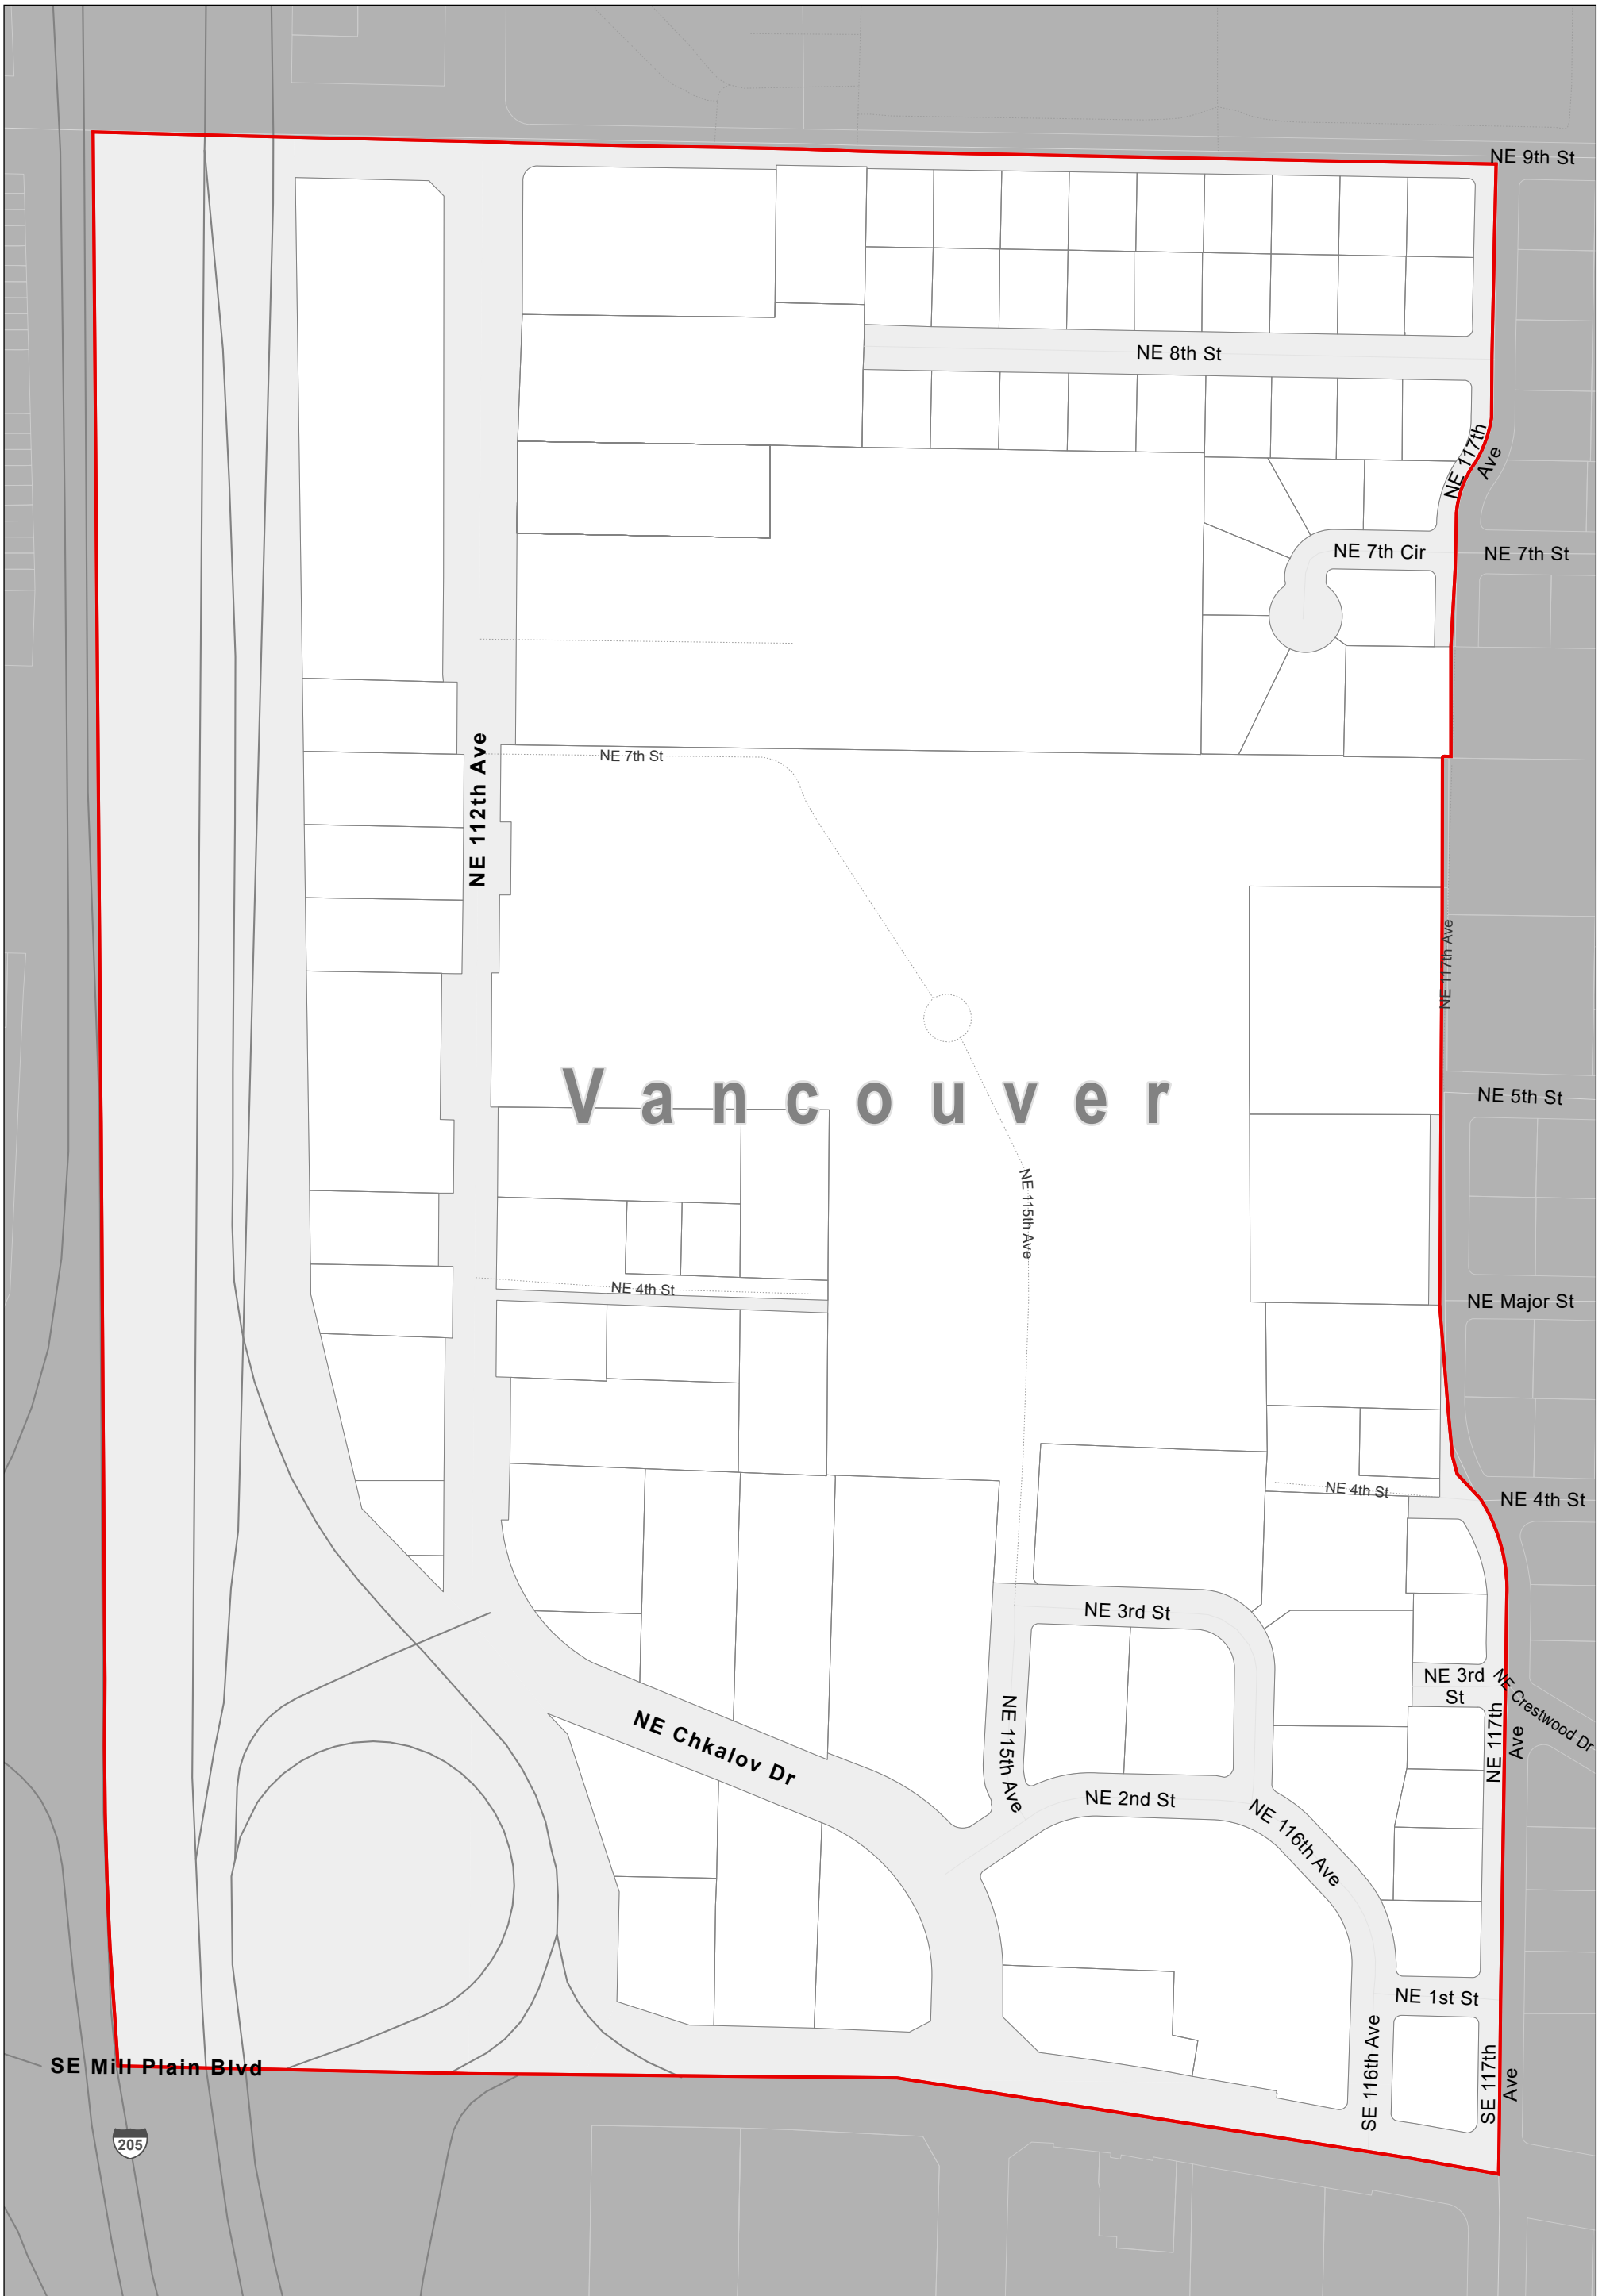 NE 9th St
NE 8th St
NE 117th
Ave
NE 7th Cir
NE 7th St
NE 7th St
NE 112th Ave
NE 117th Ave
Vancouver
NE 5th St
NE 115th Ave
NE 4th St
NE Major St
NE 4th St
NE 4th St
NE 3rd St
NE 3rd
St
NE Crestwood Dr
NE 117th
Ave
NE Chkalov Dr
NE 115th Ave
NE 2nd St
NE 116th Ave
NE 1st St
SE 116th Ave
SE 117th
Ave
SE Mill Plain Blvd
205